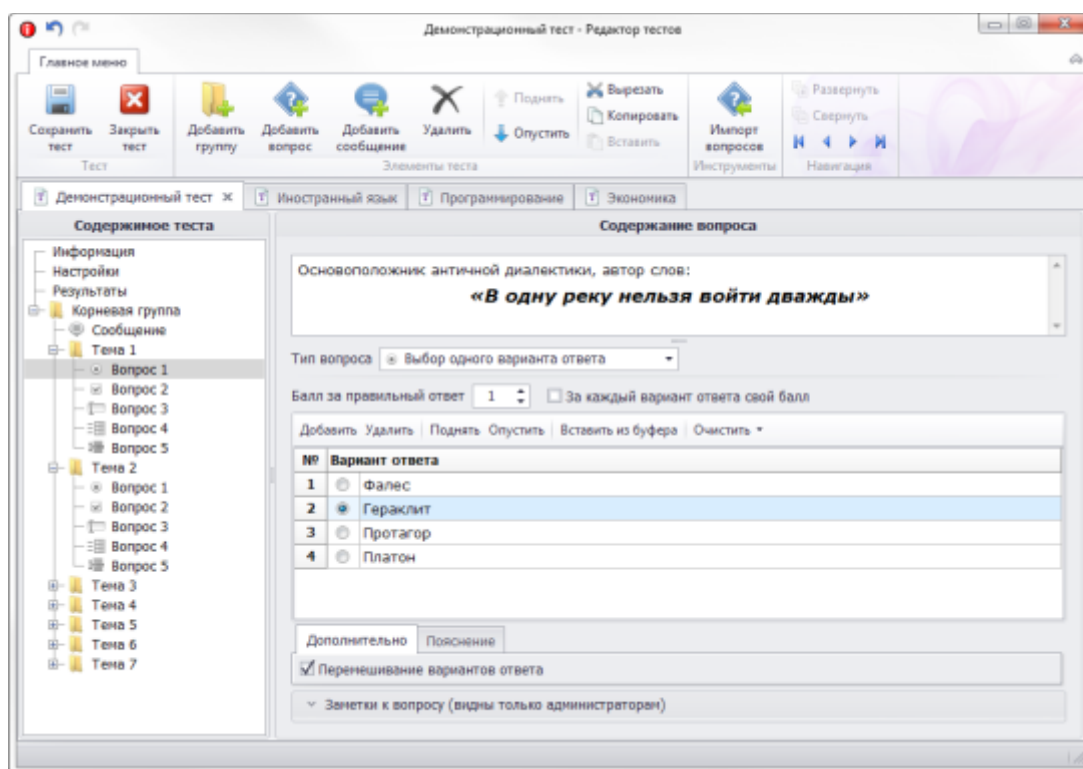 Демонстрационный тест - Редактор тестов
Главное меню
Сохранить тест
Закрыть тест
Добавить группу
Добавить вопрос
Добавить сообщение
Удалить
Поднять
Опустить
Вырезать
Копировать
Вставить
Импорт вопросов
Развернуть
Свернуть
Тест
Элементы теста
Инструменты
Навигация
Демонстрационный тест
Иностранный язык
Программирование
Экономика
Содержимое теста
Информация
Настройки
Результаты
Корневая группа
Сообщение
Тема 1
Вопрос 1
Вопрос 2
Вопрос 3
Вопрос 4
Вопрос 5
Тема 2
Вопрос 1
Вопрос 2
Вопрос 3
Вопрос 4
Вопрос 5
Тема 3
Тема 4
Тема 5
Тема 6
Тема 7
Содержание вопроса
Основоположник античной диалектики, автор слов:
«В одну реку нельзя войти дважды»
Тип вопроса Выбор одного варианта ответа
Балл за правильный ответ 1 За каждый вариант ответа свой балл
Добавить Удалить Поднять Опустить Вставить из буфера Очистить
№ Вариант ответа
1 Фалес
2 Гераклит
3 Протагор
4 Платон
Дополнительно Пояснение
Перемешивание вариантов ответа
Заметки к вопросу (видны только администраторам)